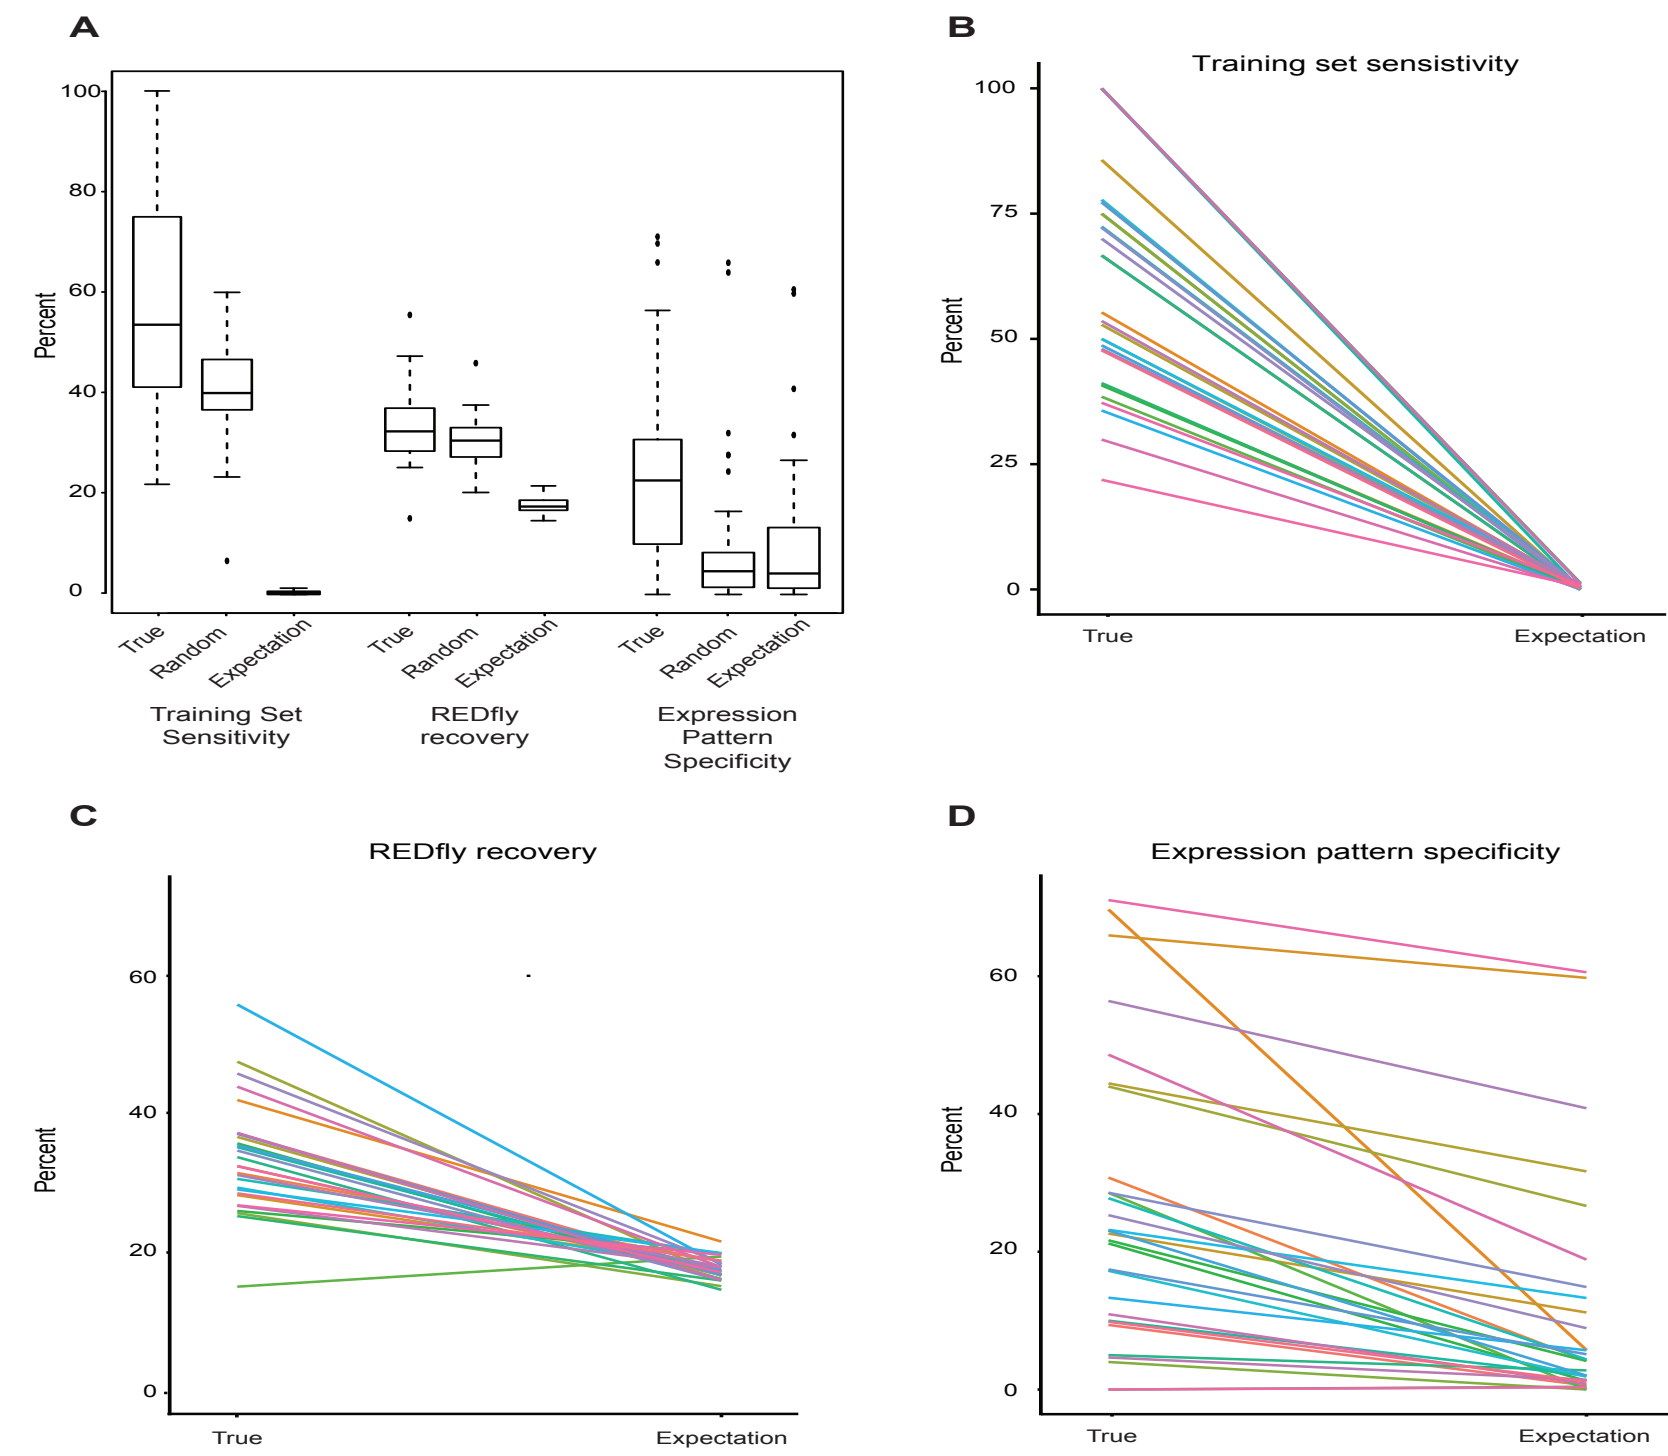 A
100
80
60
40
20
0
Percent
True
Random
Expectation
True
Random
Expectation
True
Random
Expectation
Training Set
Sensitivity
REDfly
recovery
Expression
Pattern
Specificity
B
Training set sensistivity
100
75
50
25
0
Percent
True
Expectation
C
REDfly recovery
60
40
20
0
Percent
True
Expectation
D
Expression pattern specificity
60
40
20
0
Percent
True
Expectation